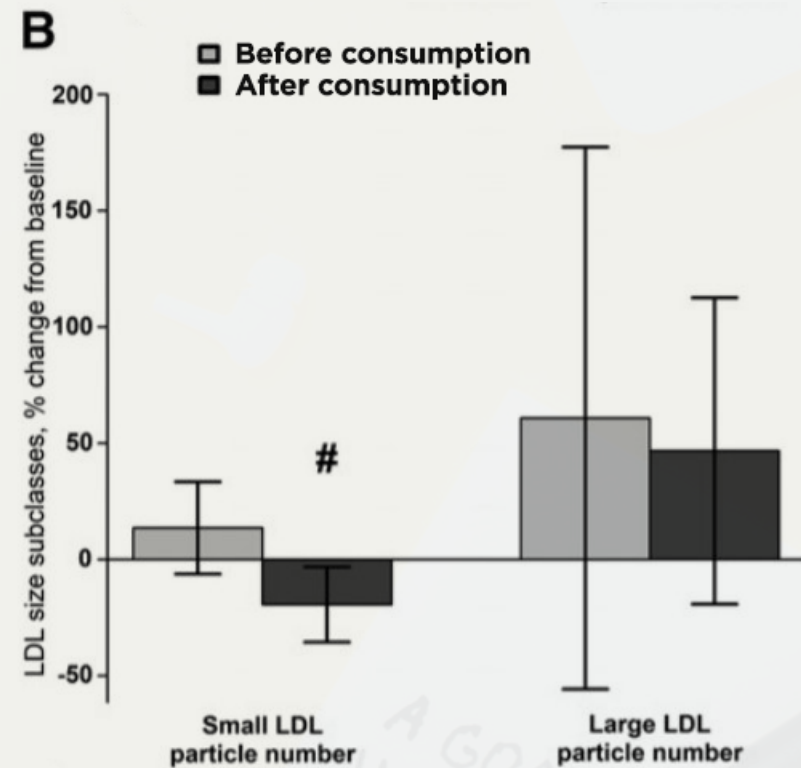 B
Before consumption
After consumption
LDL size subclasses, % change from baseline
200
150
100
50
0
-50
#
Small LDL
particle number
Large LDL
particle number
A GO